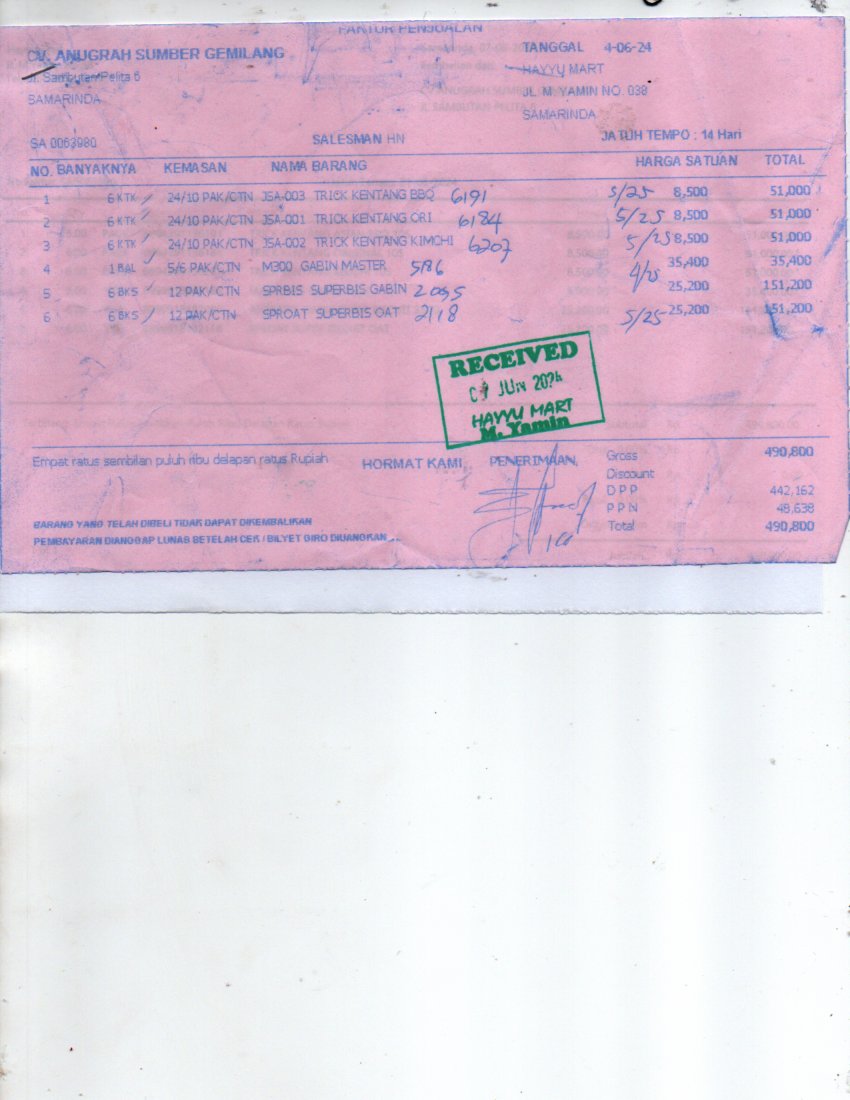 FAKTUR PENJUALAN
CV. ANUGRAH SUMBER GEMILANG
Jl. Sambutan Pelita 6
SAMARINDA
SA 0063980
SALESMAN HN
TANGGAL 4-06-24
HAYYU MART
JL. M. YAMIN NO. 038
SAMARINDA
JATUH TEMPO : 14 Hari
NO. BANYAKNYA KEMASAN NAMA BARANG HARGA SATUAN TOTAL
1 6 KTK 24/10 PAK/CTN JSA-003 TRICK KENTANG BBQ 6191 5/25 8,500 51,000
2 6 KTK 24/10 PAK/CTN JSA-001 TRICK KENTANG ORI 6184 5/25 8,500 51,000
3 6 KTK 24/10 PAK/CTN JSA-002 TRICK KENTANG KIMCHI 6207 5/25 8,500 51,000
4 1 BAL 5/6 PAK/CTN M300 GABIN MASTER 5186 4/25 35,400 35,400
5 6 BKS 12 PAK/CTN SPRBIS SUPERBIS GABIN 25,200 151,200
6 6 BKS 12 PAK/CTN SPROAT SUPERBIS OAT 2118 5/25 25,200 151,200
RECEIVED
JUN 2024
HAYYU MART
M. Yamin
Empat ratus sembilan puluh ribu delapan ratus Rupiah
HORMAT KAMI, PENERIMAAN,
Gross 490,800
Discount
DPP 442,162
PPN 48,638
Total 490,800
BARANG YANG TELAH DIBELI TIDAK DAPAT DIKEMBALIKAN
PEMBAYARAN DIANGGAP LUNAS SETELAH CEK / BILYET GIRO DIUANGKAN